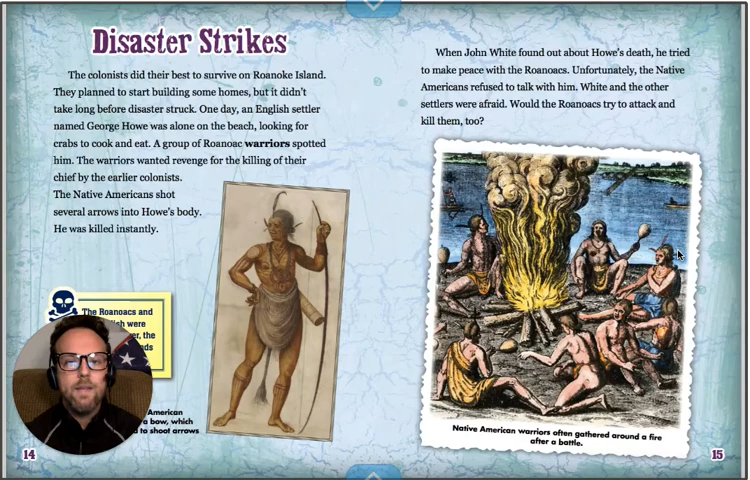 Disaster Strikes
The colonists did their best to survive on Roanoke Island.
They planned to start building some homes, but it didn't
take long before disaster struck. One day, an English settler
named George Howe was alone on the beach, looking for
crabs to cook and eat. A group of Roanoac warriors spotted
him. The warriors wanted revenge for the killing of their
chief by the earlier colonists.
The Native Americans shot
several arrows into Howe's body.
He was killed instantly.
The Roanoacs and
were
the
American
a bow, which
to shoot arrows
14
When John White found out about Howe's death, he tried
to make peace with the Roanoacs. Unfortunately, the Native
Americans refused to talk with him. White and the other
settlers were afraid. Would the Roanoacs try to attack and
kill them, too?
Native American warriors often gathered around a fire
after a battle.
15